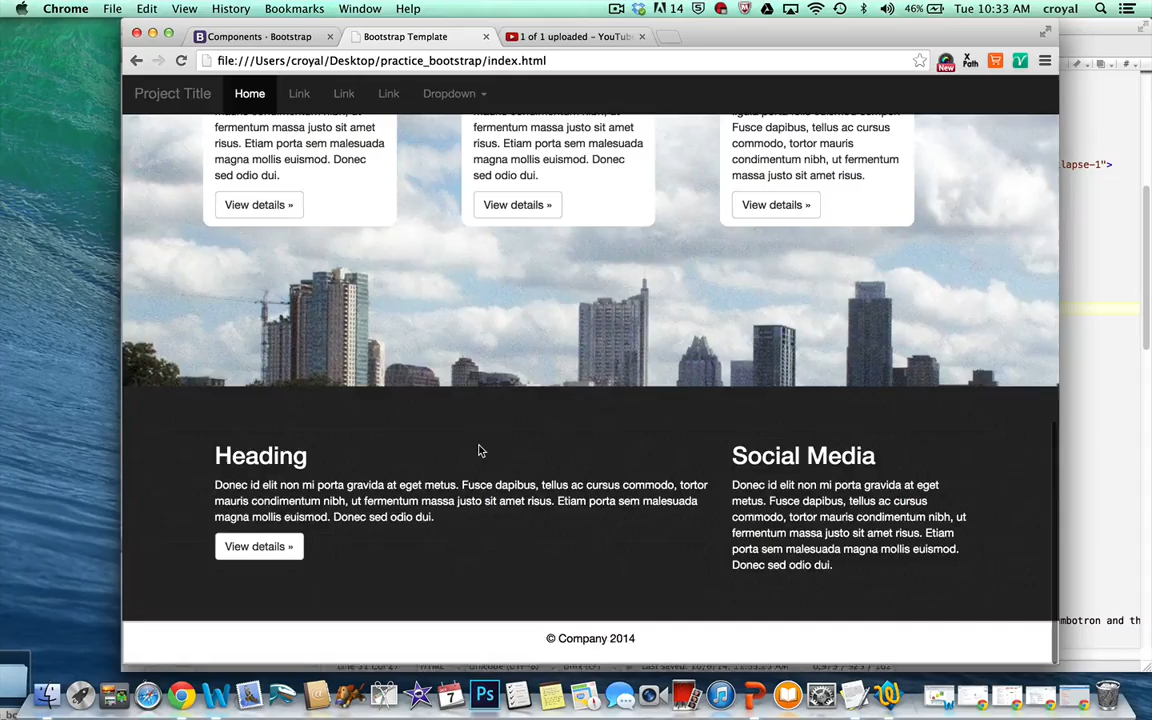 Chrome File Edit View History Bookmarks Window Help 14 46% Tue 10:33 AM croyal
Components - Bootstrap Bootstrap Template 1 of 1 uploaded - YouTub
file:///Users/croyal/Desktop/practice_bootstrap/index.html New Path
Project Title Home Link Link Link Dropdown
fermentum massa justo sit amet
risus. Etiam porta sem malesuada
magna mollis euismod. Donec
sed odio dui.
View details »
fermentum massa justo sit amet
risus. Etiam porta sem malesuada
magna mollis euismod. Donec
sed odio dui.
View details »
Fusce dapibus, tellus ac cursus
commodo, tortor mauris
condimentum nibh, ut fermentum
massa justo sit amet risus.
View details »
lapse-1">
Heading
Donec id elit non mi porta gravida at eget metus. Fusce dapibus, tellus ac cursus commodo, tortor
mauris condimentum nibh, ut fermentum massa justo sit amet risus. Etiam porta sem malesuada
magna mollis euismod. Donec sed odio dui.
View details »
Social Media
Donec id elit non mi porta gravida at eget
metus. Fusce dapibus, tellus ac cursus
commodo, tortor mauris condimentum nibh, ut
fermentum massa justo sit amet risus. Etiam
porta sem malesuada magna mollis euismod.
Donec sed odio dui.
mbotron and th
© Company 2014